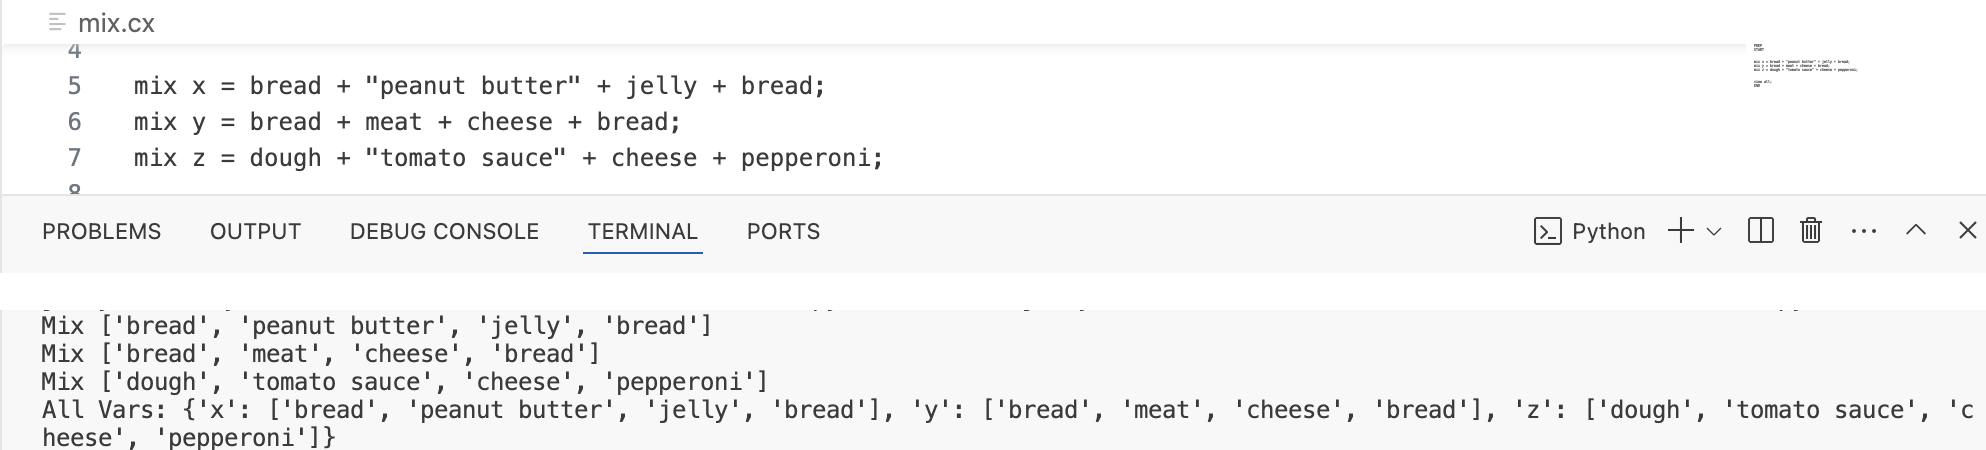 mix.cx
4
5 mix x = bread + "peanut butter" + jelly + bread;
6 mix y = bread + meat + cheese + bread;
7 mix z = dough + "tomato sauce" + cheese + pepperoni;
8
PROBLEMS OUTPUT DEBUG CONSOLE TERMINAL PORTS Python
Mix ['bread', 'peanut butter', 'jelly', 'bread']
Mix ['bread', 'meat', 'cheese', 'bread']
Mix ['dough', 'tomato sauce', 'cheese', 'pepperoni']
All Vars: {'x': ['bread', 'peanut butter', 'jelly', 'bread'], 'y': ['bread', 'meat', 'cheese', 'bread'], 'z': ['dough', 'tomato sauce', 'c
heese', 'pepperoni']}